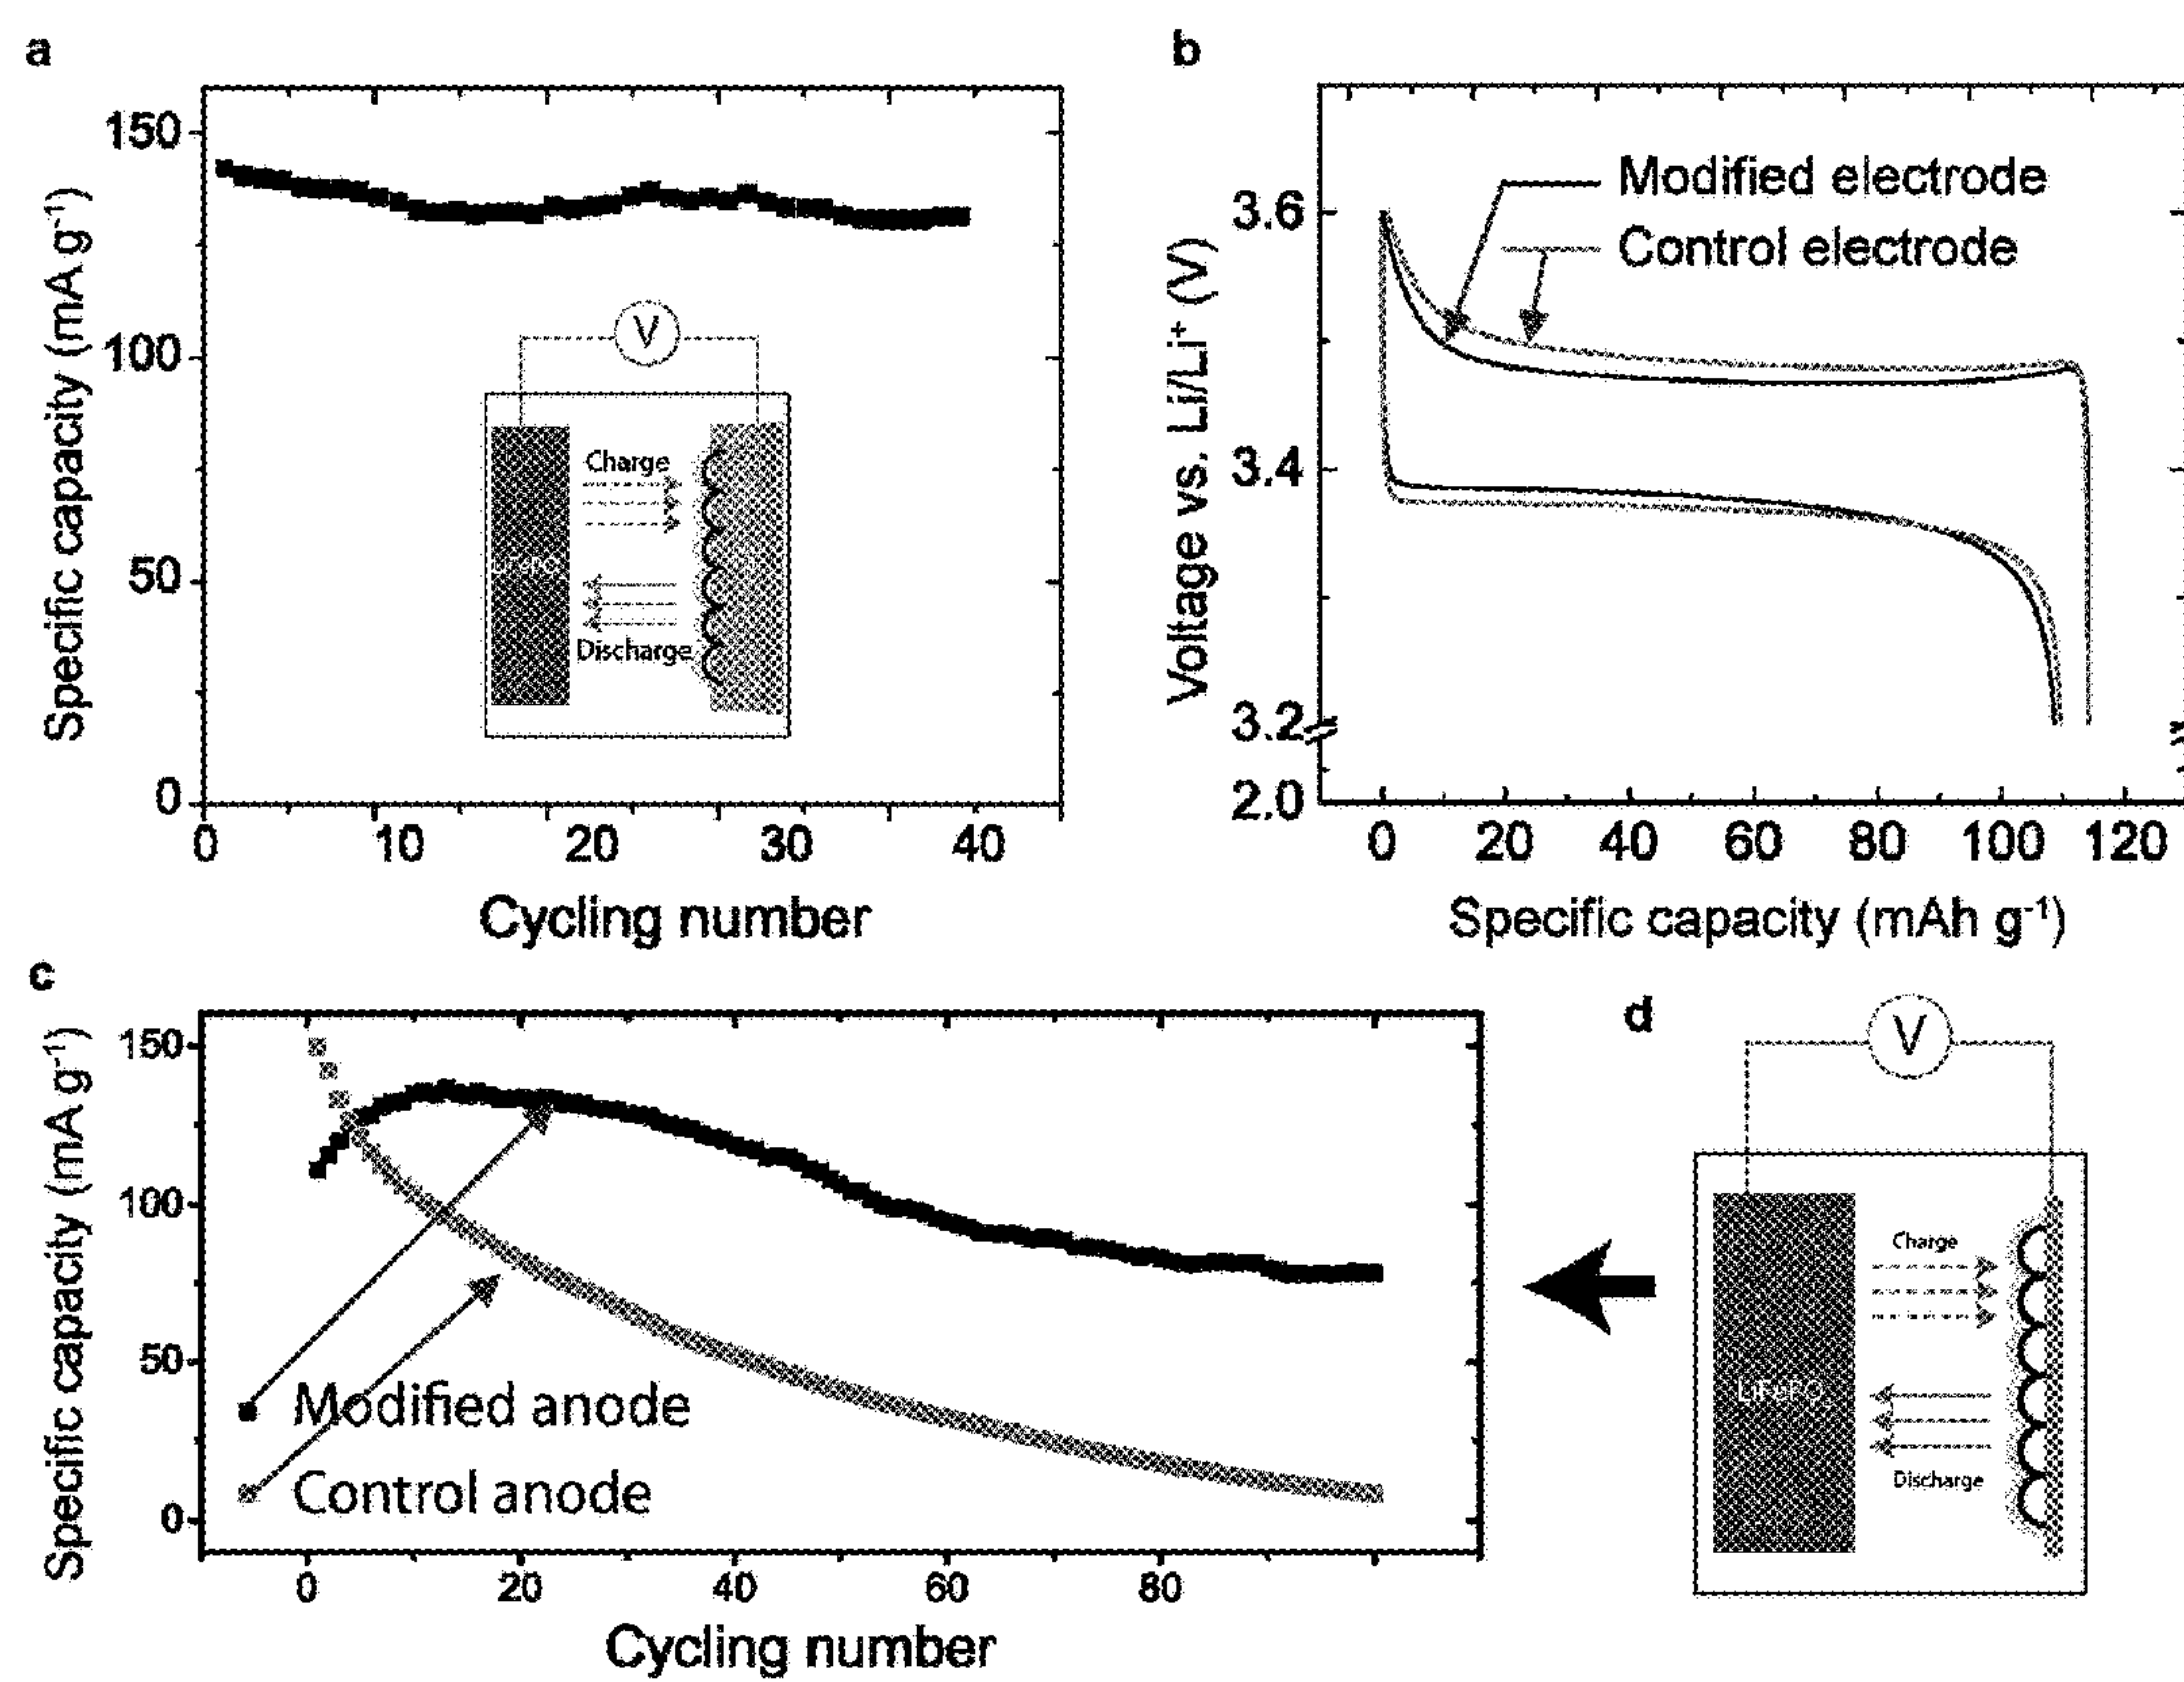 a
150
100
50
0
Specific capacity (mA g⁻¹)
V
Charge
Discharge
0 10 20 30 40
Cycling number
b
3.6
3.4
3.2
2.0
Voltage vs. Li/Li⁺ (V)
Modified electrode
Control electrode
0 20 40 60 80 100 120
Specific capacity (mAh g⁻¹)
c
150
100
50
0
Specific capacity (mA g⁻¹)
Modified anode
Control anode
0 20 40 60 80
Cycling number
d
V
Charge
Discharge